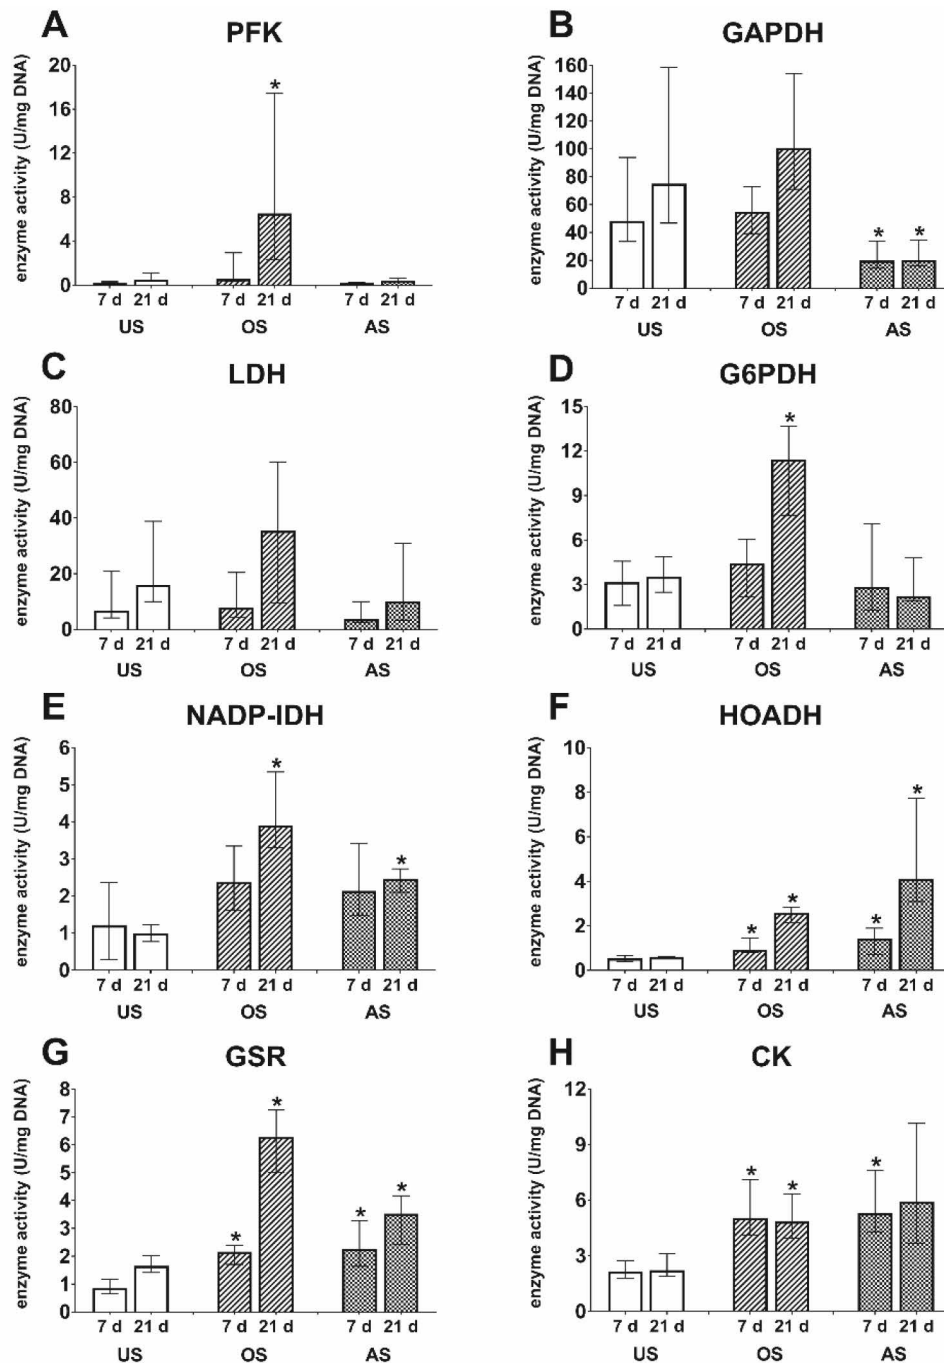 A PFK
enzyme activity (U/mg DNA)
20
16
12
8
4
0
*
7 d 21 d 7 d 21 d 7 d 21 d
US OS AS
B GAPDH
enzyme activity (U/mg DNA)
160
140
120
100
80
60
40
20
0
* *
7 d 21 d 7 d 21 d 7 d 21 d
US OS AS
C LDH
enzyme activity (U/mg DNA)
80
60
40
20
0
7 d 21 d 7 d 21 d 7 d 21 d
US OS AS
D G6PDH
enzyme activity (U/mg DNA)
15
12
9
6
3
0
*
7 d 21 d 7 d 21 d 7 d 21 d
US OS AS
E NADP-IDH
enzyme activity (U/mg DNA)
6
5
4
3
2
1
0
* *
7 d 21 d 7 d 21 d 7 d 21 d
US OS AS
F HOADH
enzyme activity (U/mg DNA)
10
8
6
4
2
0
* * * *
7 d 21 d 7 d 21 d 7 d 21 d
US OS AS
G GSR
enzyme activity (U/mg DNA)
8
7
6
5
4
3
2
1
0
* * * *
7 d 21 d 7 d 21 d 7 d 21 d
US OS AS
H CK
enzyme activity (U/mg DNA)
12
9
6
3
0
* * *
7 d 21 d 7 d 21 d 7 d 21 d
US OS AS